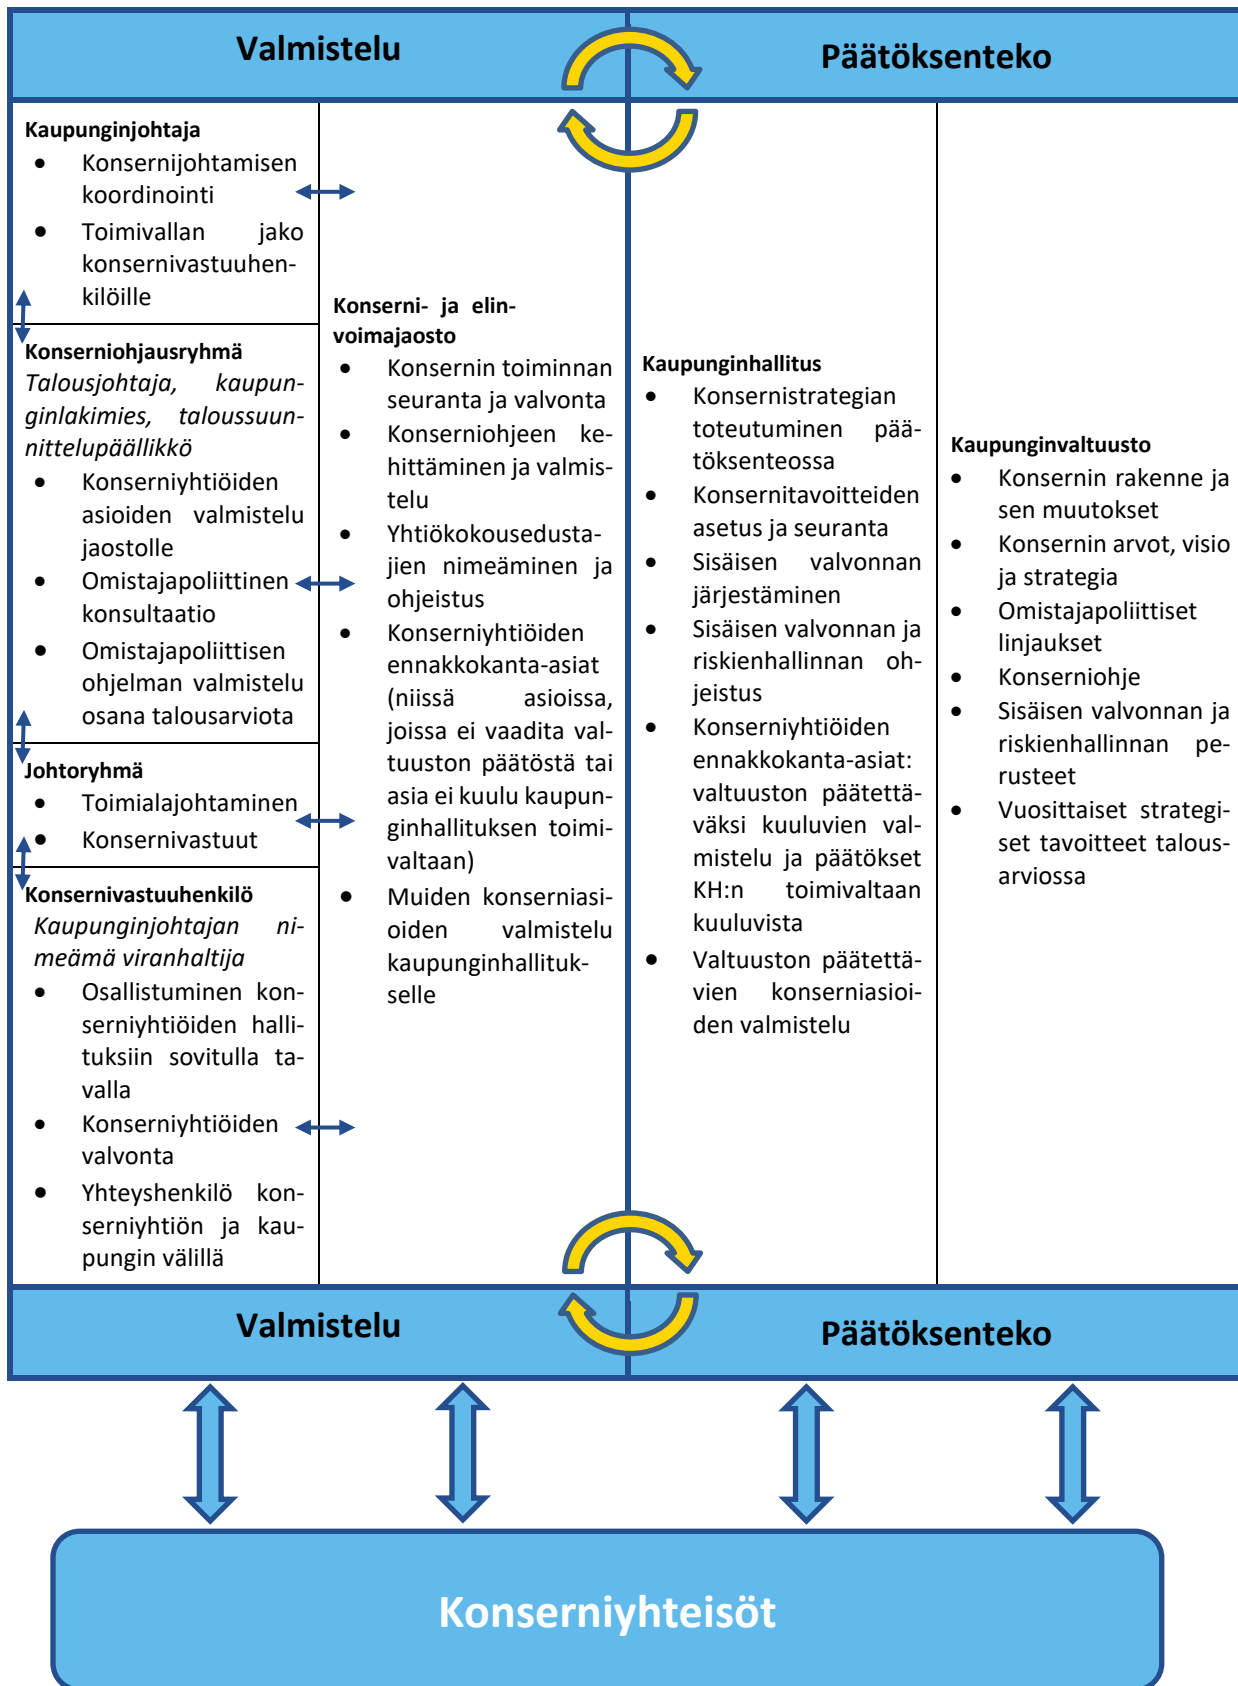 Valmistelu
Päätöksenteko
Kaupunginjohtaja
• Konsernijohtamisen
koordinointi
• Toimivallan jako
konsernivastuuhen-
kilöille
Konserniohjausryhmä
Talousjohtaja, kaupun-
ginlakimies, taloussuun-
nittelupäällikkö
• Konserniyhtiöiden
asioiden valmistelu
jaostolle
• Omistajapoliittinen
konsultaatio
• Omistajapoliittisen
ohjelman valmistelu
osana talousarviota
Johtoryhmä
• Toimialajohtaminen
• Konsernivastuut
Konsernivastuuhenkilö
Kaupunginjohtajan ni-
meämä viranhaltija
• Osallistuminen kon-
serniyhtiöiden halli-
tuksiin sovitulla ta-
valla
• Konserniyhtiöiden
valvonta
• Yhteyshenkilö kon-
serniyhtiön ja kau-
pungin välillä
Konserni- ja elin-
voimajaosto
• Konsernin toiminnan
seuranta ja valvonta
• Konserniohjeen ke-
hittäminen ja valmis-
telu
• Yhtiökokousedusta-
jien nimeäminen ja
ohjeistus
• Konserniyhtiöiden
ennakkokanta-asiat
(niissä asioissa,
joissa ei vaadita val-
tuuston päätöstä tai
asia ei kuulu kaupun-
ginhallituksen toimi-
valtaan)
• Muiden konserniasi-
oiden valmistelu
kaupunginhallituk-
selle
Kaupunginhallitus
• Konsernistrategian
toteutuminen pää-
töksenteossa
• Konsernitavoitteiden
asetus ja seuranta
• Sisäisen valvonnan
järjestäminen
• Sisäisen valvonnan ja
riskienhallinnan oh-
jeistus
• Konserniyhtiöiden
ennakkokanta-asiat:
valtuuston päätettä-
väksi kuuluvien val-
mistelu ja päätökset
KH:n toimivaltaan
kuuluvista
• Valtuuston päätettä-
vien konserniasioi-
den valmistelu
Kaupunginvaltuusto
• Konsernin rakenne ja
sen muutokset
• Konsernin arvot, visio
ja strategia
• Omistajapoliittiset
linjaukset
• Konserniohje
• Sisäisen valvonnan ja
riskienhallinnan pe-
rusteet
• Vuosittaiset strategi-
set tavoitteet talous-
arviossa
Valmistelu
Päätöksenteko
Konserniyhteisöt